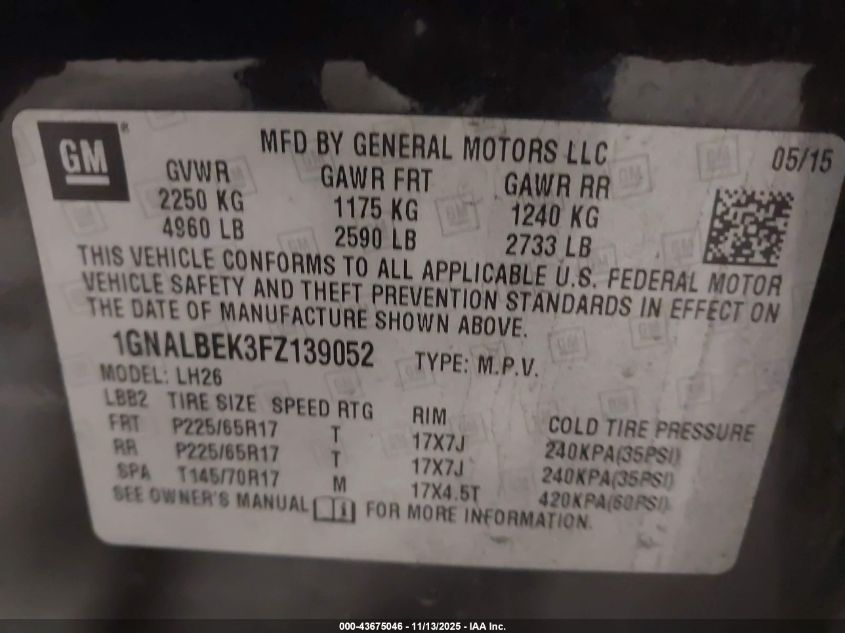 GM®
MFD BY GENERAL MOTORS LLC 05/15
GVWR GAWR FRT GAWR RR
2250 KG 1175 KG 1240 KG
4960 LB 2590 LB 2733 LB
THIS VEHICLE CONFORMS TO ALL APPLICABLE U.S. FEDERAL MOTOR
VEHICLE SAFETY AND THEFT PREVENTION STANDARDS IN EFFECT ON
THE DATE OF MANUFACTURE SHOWN ABOVE.
1GNALBEK3FZ139052 TYPE: M.P.V.
MODEL: LH26
LBB2 TIRE SIZE SPEED RTG RIM COLD TIRE PRESSURE
FRT P225/65R17 T 17X7J 240KPA(35PSI)
RR P225/65R17 T 17X7J 240KPA(35PSI)
SPA T145/70R17 M 17X4.5T 420KPA(60PSI)
SEE OWNER'S MANUAL FOR MORE INFORMATION.
000-43675046 - 11/13/2025 - IAA Inc.